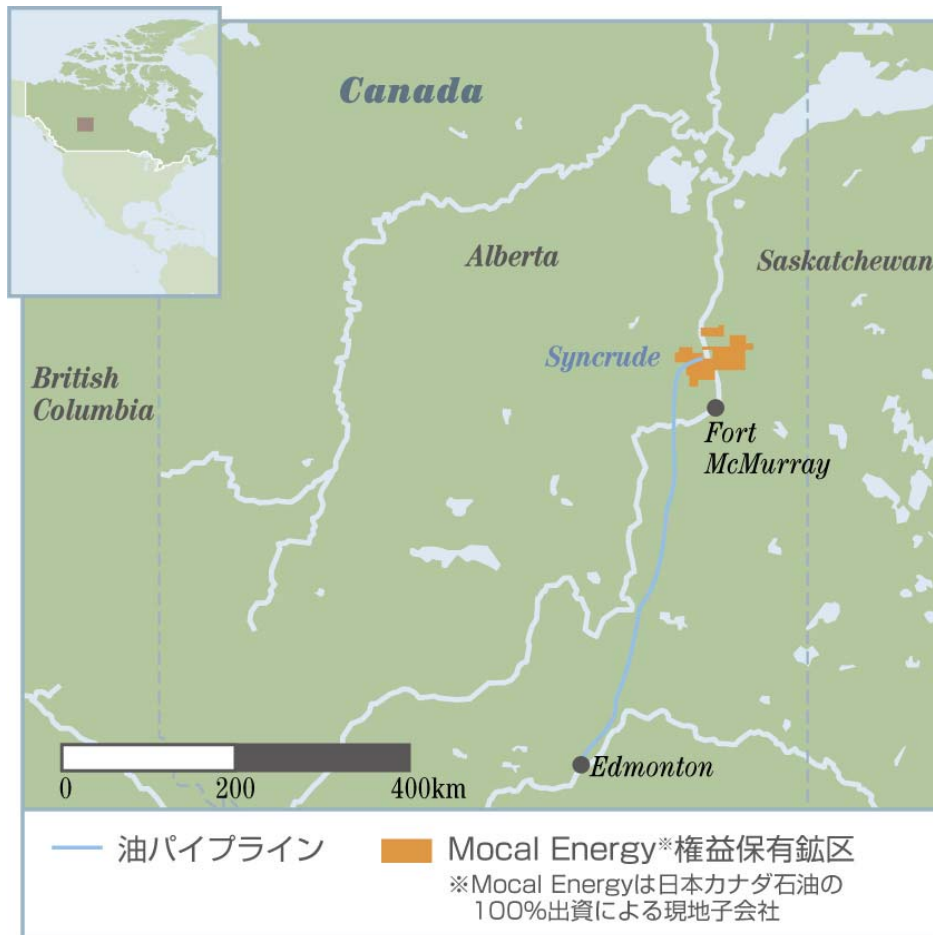 Canada
Alberta
Saskatchewan
Syncrude
British
Columbia
Fort
McMurray
Edmonton
0 200 400km
油パイプライン
Mocal Energy※権益保有鉱区
※Mocal Energyは日本カナダ石油の
100%出資による現地子会社